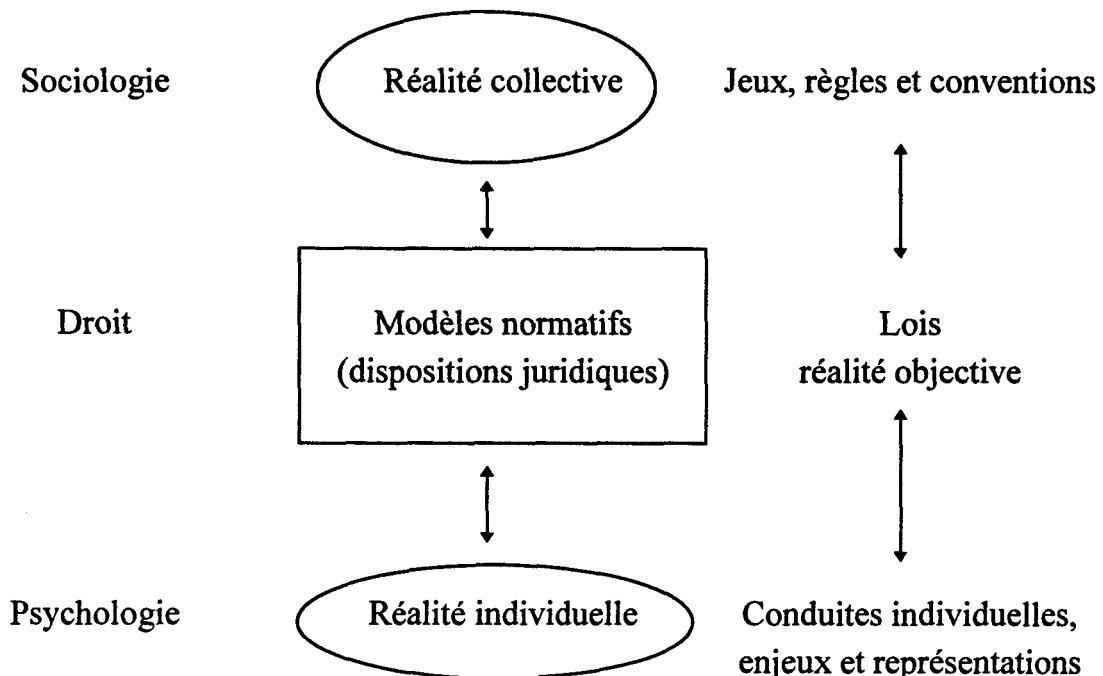 Sociologie
Réalité collective
Jeux, règles et conventions
Droit
Modèles normatifs
(dispositions juridiques)
Lois
réalité objective
Psychologie
Réalité individuelle
Conduites individuelles,
enjeux et représentations